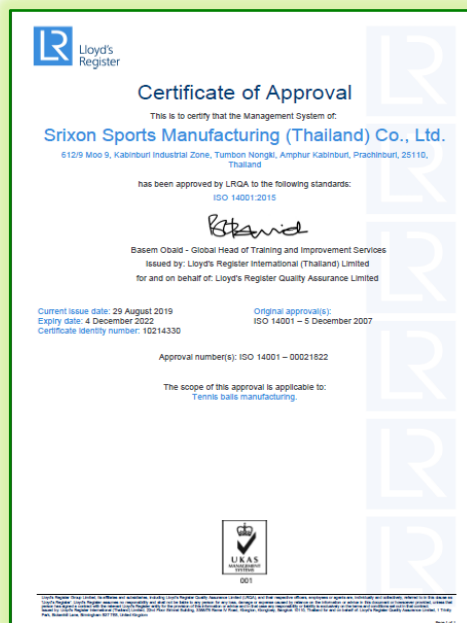 LR
Lloyd's
Register
Certificate of Approval
This is to certify that the Management System of:
Srixon Sports Manufacturing (Thailand) Co., Ltd.
612/9 Moo 9, Kabinburi Industrial Zone, Tumbon Nongki, Amphur Kabinburi, Prachinburi, 25110,
Thailand
has been approved by LRQA to the following standards:
ISO 14001:2015
Basem Obaid - Global Head of Training and Improvement Services
Issued by: Lloyd's Register International (Thailand) Limited
for and on behalf of: Lloyd's Register Quality Assurance Limited
Current issue date: 29 August 2019
Expiry date: 4 December 2022
Certificate identity number: 10214330
Original approval(s):
ISO 14001 – 5 December 2007
Approval number(s): ISO 14001 – 00021822
The scope of this approval is applicable to:
Tennis balls manufacturing.
UKAS
MANAGEMENT
SYSTEMS
001